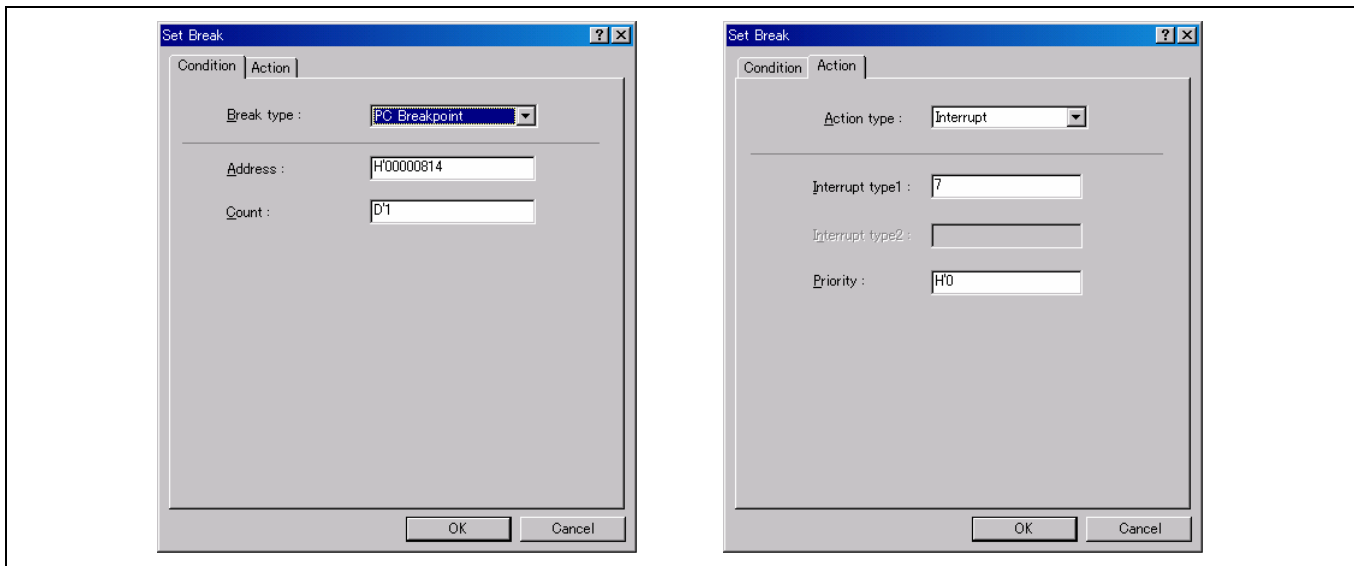 Set Break
Condition Action
Break type : PC Breakpoint
Address : H'00000814
Count : D'1
OK Cancel
Set Break
Condition Action
Action type : Interrupt
Interrupt type1 : 7
Interrupt type2 :
Priority : H'0
OK Cancel